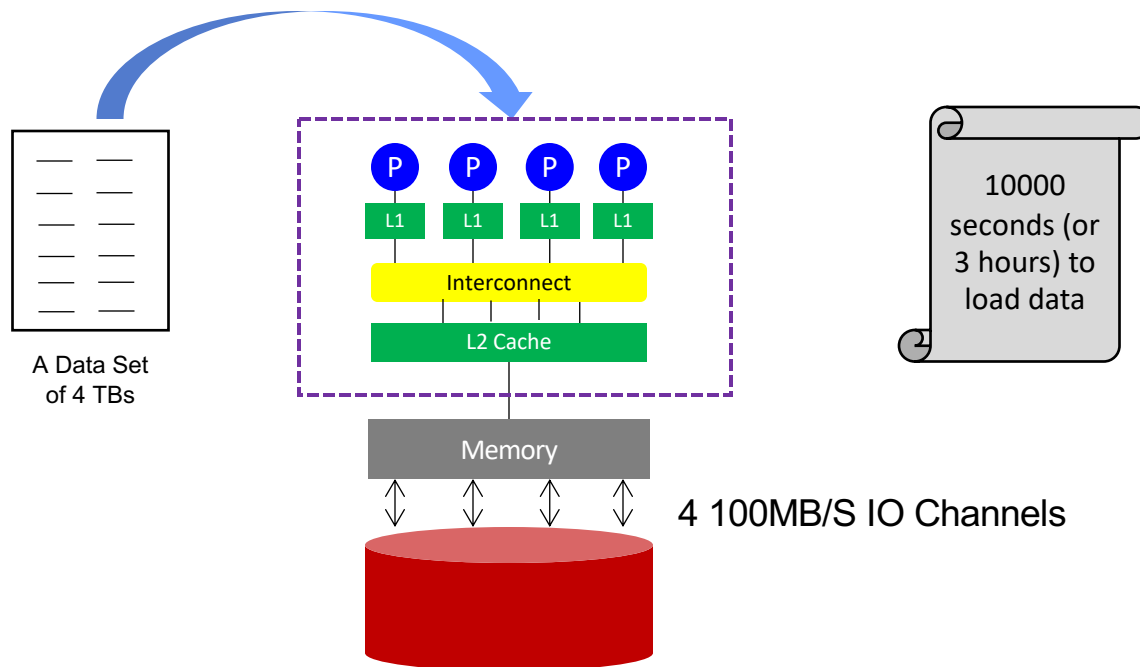 P P P P
L1 L1 L1 L1
Interconnect
L2 Cache
Memory
4 100MB/S IO Channels
A Data Set
of 4 TBs
10000
seconds (or
3 hours) to
load data